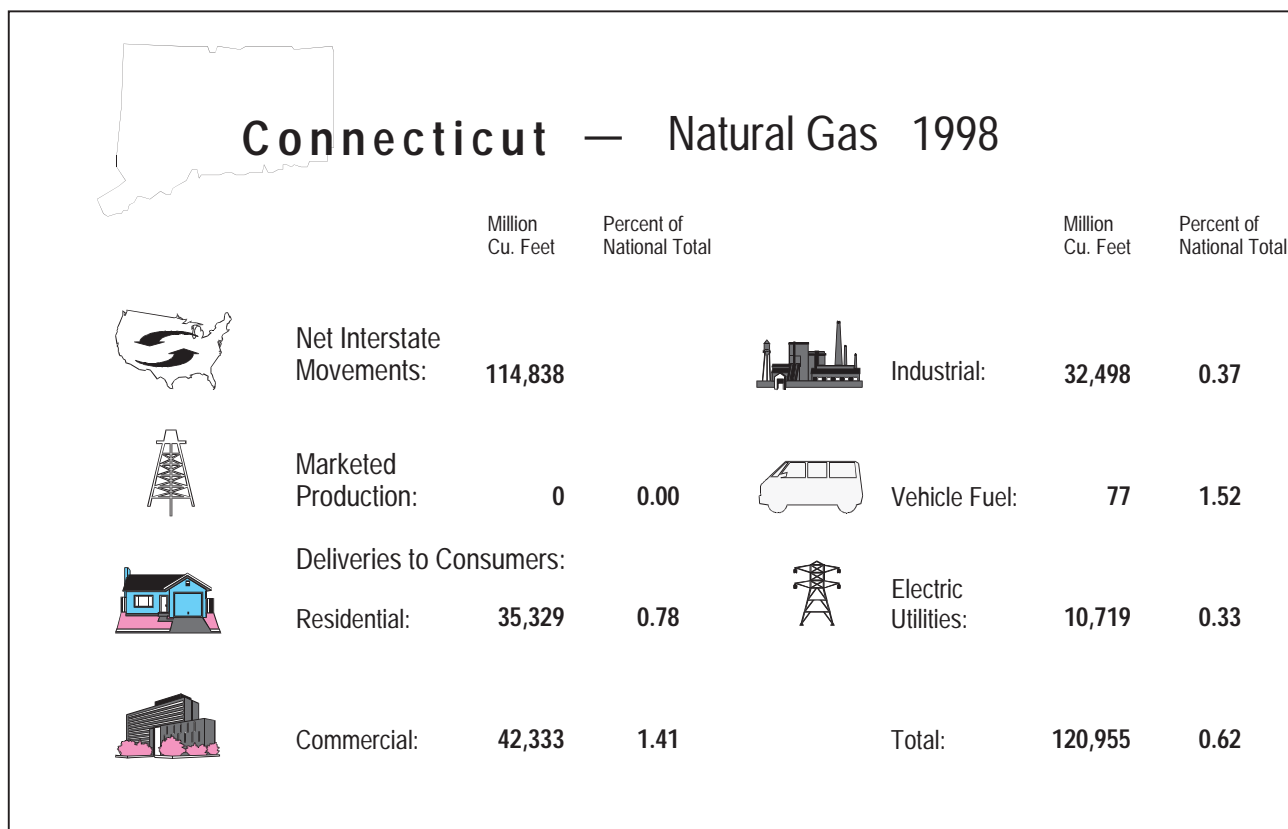 Connecticut — Natural Gas 1998
Million
Cu. Feet
Percent of
National Total
Net Interstate
Movements: 114,838
Marketed
Production: 0 0.00
Deliveries to Consumers:
Residential: 35,329 0.78
Commercial: 42,333 1.41
Million
Cu. Feet
Percent of
National Total
Industrial: 32,498 0.37
Vehicle Fuel: 77 1.52
Electric
Utilities: 10,719 0.33
Total: 120,955 0.62